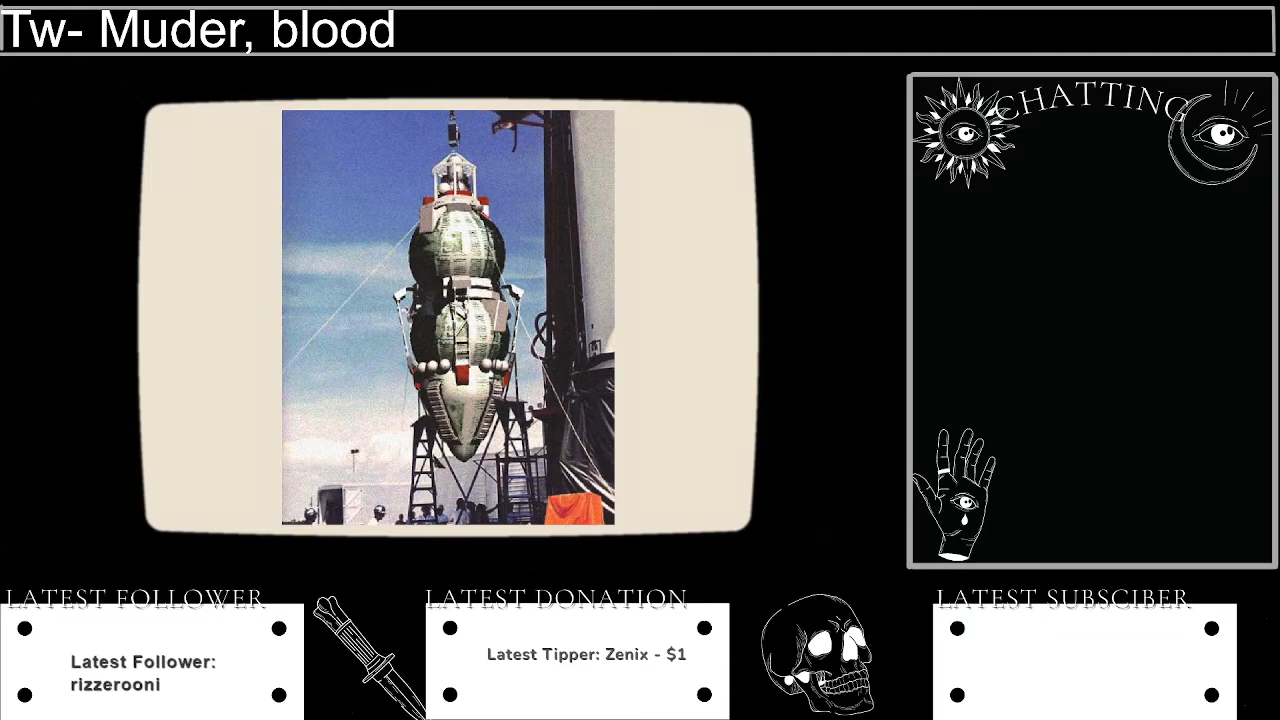 Tw- Muder, blood
CHATTING
LATEST FOLLOWER
LATEST DONATION
LATEST SUBSCIBER
Latest Follower:
rizzerooni
Latest Tipper: Zenix - $1